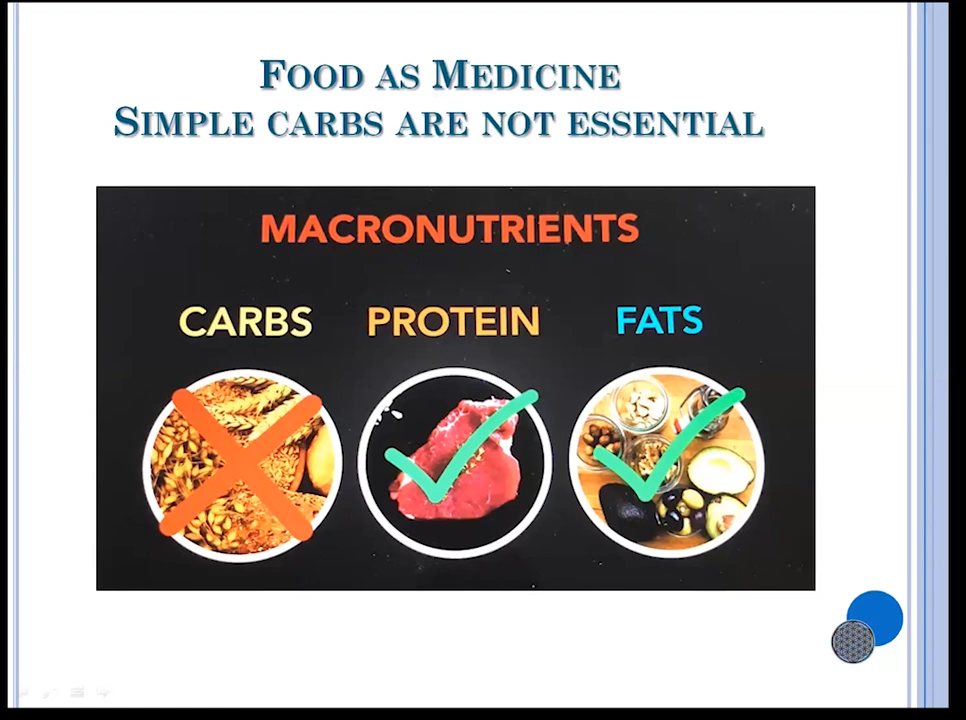 FOOD AS MEDICINE
SIMPLE CARBS ARE NOT ESSENTIAL
MACRONUTRIENTS
CARBS PROTEIN FATS